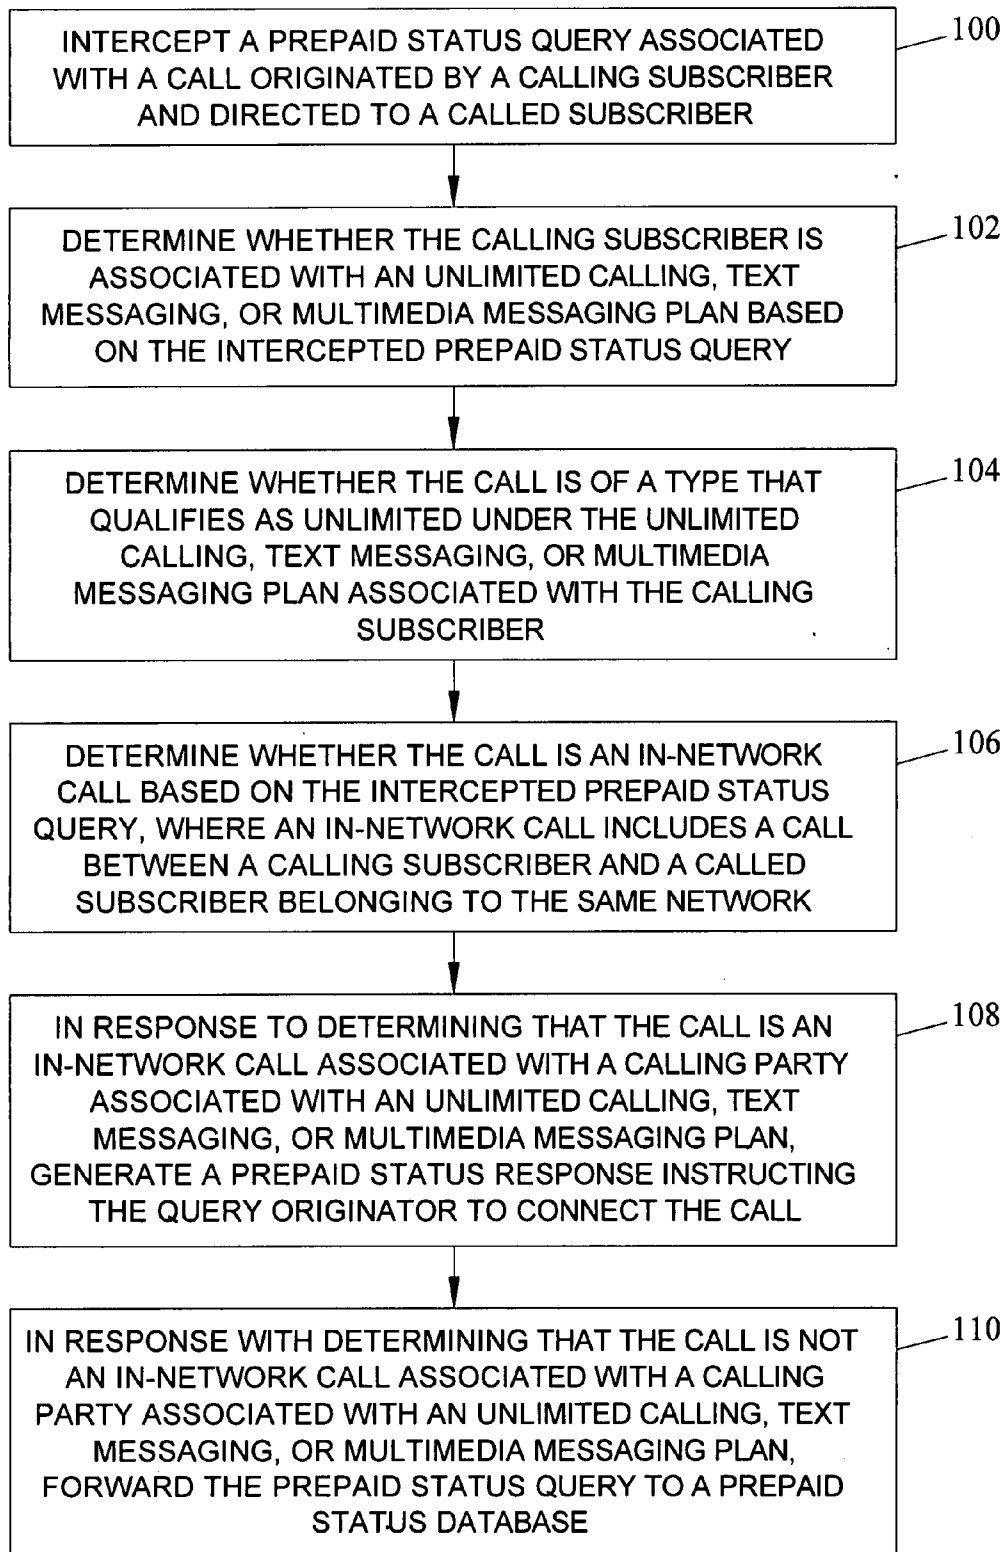 INTERCEPT A PREPAID STATUS QUERY ASSOCIATED
WITH A CALL ORIGINATED BY A CALLING SUBSCRIBER
AND DIRECTED TO A CALLED SUBSCRIBER
100
DETERMINE WHETHER THE CALLING SUBSCRIBER IS
ASSOCIATED WITH AN UNLIMITED CALLING, TEXT
MESSAGING, OR MULTIMEDIA MESSAGING PLAN BASED
ON THE INTERCEPTED PREPAID STATUS QUERY
102
DETERMINE WHETHER THE CALL IS OF A TYPE THAT
QUALIFIES AS UNLIMITED UNDER THE UNLIMITED
CALLING, TEXT MESSAGING, OR MULTIMEDIA
MESSAGING PLAN ASSOCIATED WITH THE CALLING
SUBSCRIBER
104
DETERMINE WHETHER THE CALL IS AN IN-NETWORK
CALL BASED ON THE INTERCEPTED PREPAID STATUS
QUERY, WHERE AN IN-NETWORK CALL INCLUDES A CALL
BETWEEN A CALLING SUBSCRIBER AND A CALLED
SUBSCRIBER BELONGING TO THE SAME NETWORK
106
IN RESPONSE TO DETERMINING THAT THE CALL IS AN
IN-NETWORK CALL ASSOCIATED WITH A CALLING PARTY
ASSOCIATED WITH AN UNLIMITED CALLING, TEXT
MESSAGING, OR MULTIMEDIA MESSAGING PLAN,
GENERATE A PREPAID STATUS RESPONSE INSTRUCTING
THE QUERY ORIGINATOR TO CONNECT THE CALL
108
IN RESPONSE WITH DETERMINING THAT THE CALL IS NOT
AN IN-NETWORK CALL ASSOCIATED WITH A CALLING
PARTY ASSOCIATED WITH AN UNLIMITED CALLING, TEXT
MESSAGING, OR MULTIMEDIA MESSAGING PLAN,
FORWARD THE PREPAID STATUS QUERY TO A PREPAID
STATUS DATABASE
110